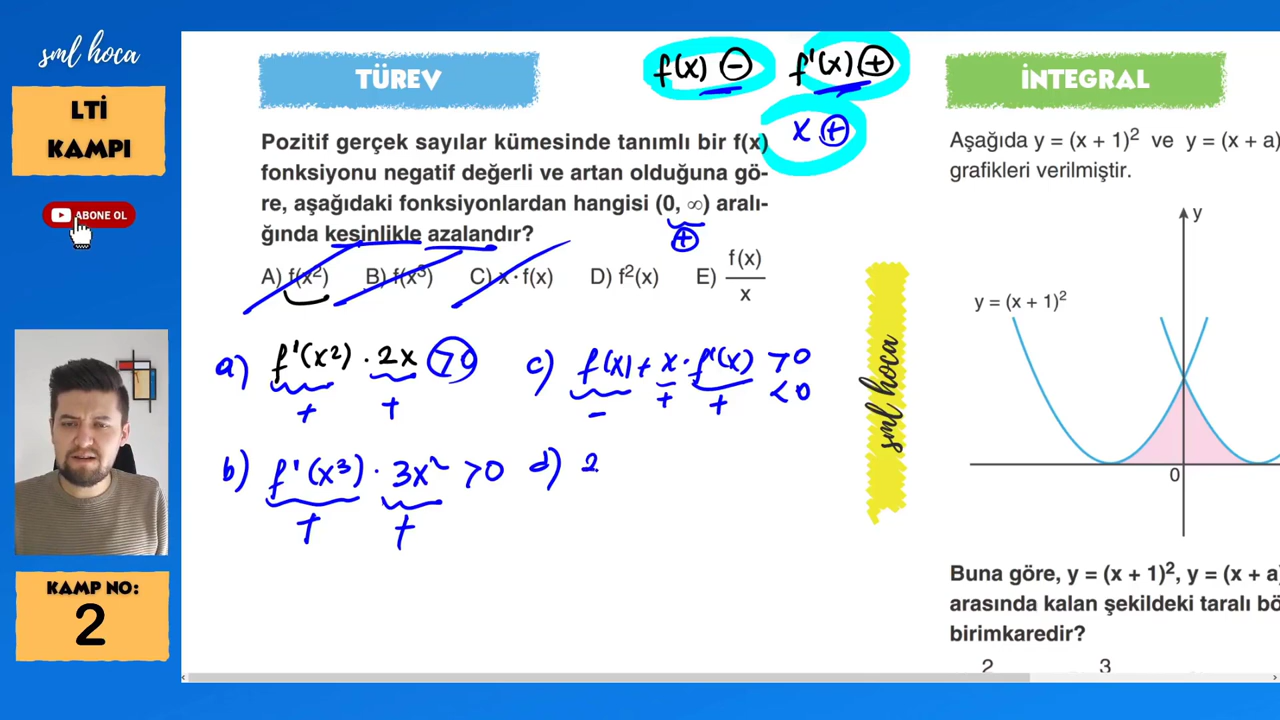 sml hoca
LTİ
KAMPI
ABONE OL
KAMP NO:
2
TÜREV
f(x) - f'(x) +
x +
Pozitif gerçek sayılar kümesinde tanımlı bir f(x)
fonksiyonu negatif değerli ve artan olduğuna gö-
re, aşağıdaki fonksiyonlardan hangisi (0, ∞) aralı-
ğında kesinlikle azalandır?
+
A) f(x²) B) f(x³) C) x · f(x) D) f²(x) E) f(x)/x
a) f'(x²) · 2x >0
+ +
b) f'(x³) · 3x² >0
+ +
c) f(x) + x · f'(x) >0
<0
- + +
d) 2
sml hoca
İNTEGRAL
Aşağıda y = (x + 1)² ve y = (x + a)
grafikleri verilmiştir.
y
y = (x + 1)²
0
Buna göre, y = (x + 1)², y = (x + a)
arasında kalan şekildeki taralı bö
birimkaredir?
2 3